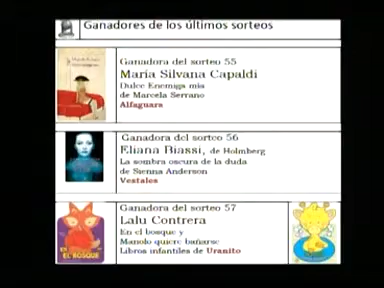 Ganadores de los últimos sorteos
Ganadora del sorteo 55
María Silvana Capaldi
Dulce Enemiga mía
de Marcela Serrano
Alfaguara
Ganadora del sorteo 56
Eliana Biassi, de Holmberg
La sombra oscura de la duda
de Sienna Anderson
Vestales
Ganadora del sorteo 57
Lalu Contrera
En el bosque y
Manolo quiere bañarse
Libros infantiles de Uranito
EL BOSQUE